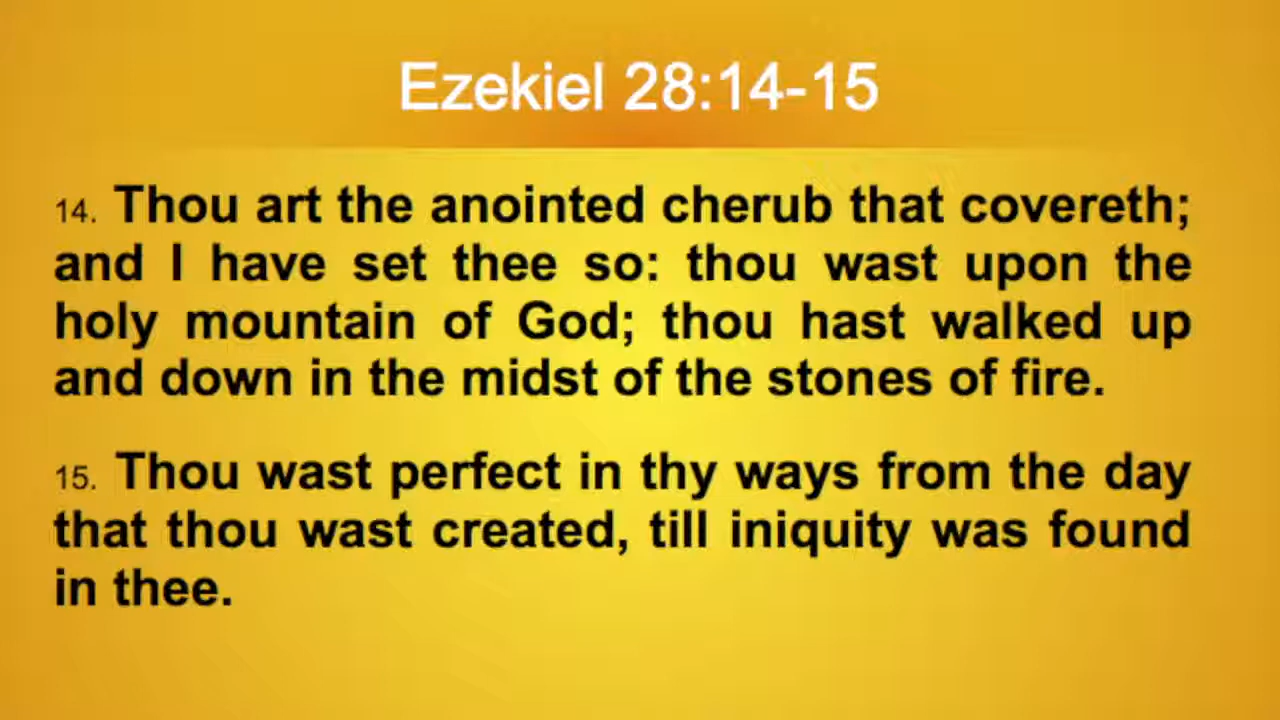 Ezekiel 28:14-15
14. Thou art the anointed cherub that covereth;
and I have set thee so: thou wast upon the
holy mountain of God; thou hast walked up
and down in the midst of the stones of fire.
15. Thou wast perfect in thy ways from the day
that thou wast created, till iniquity was found
in thee.